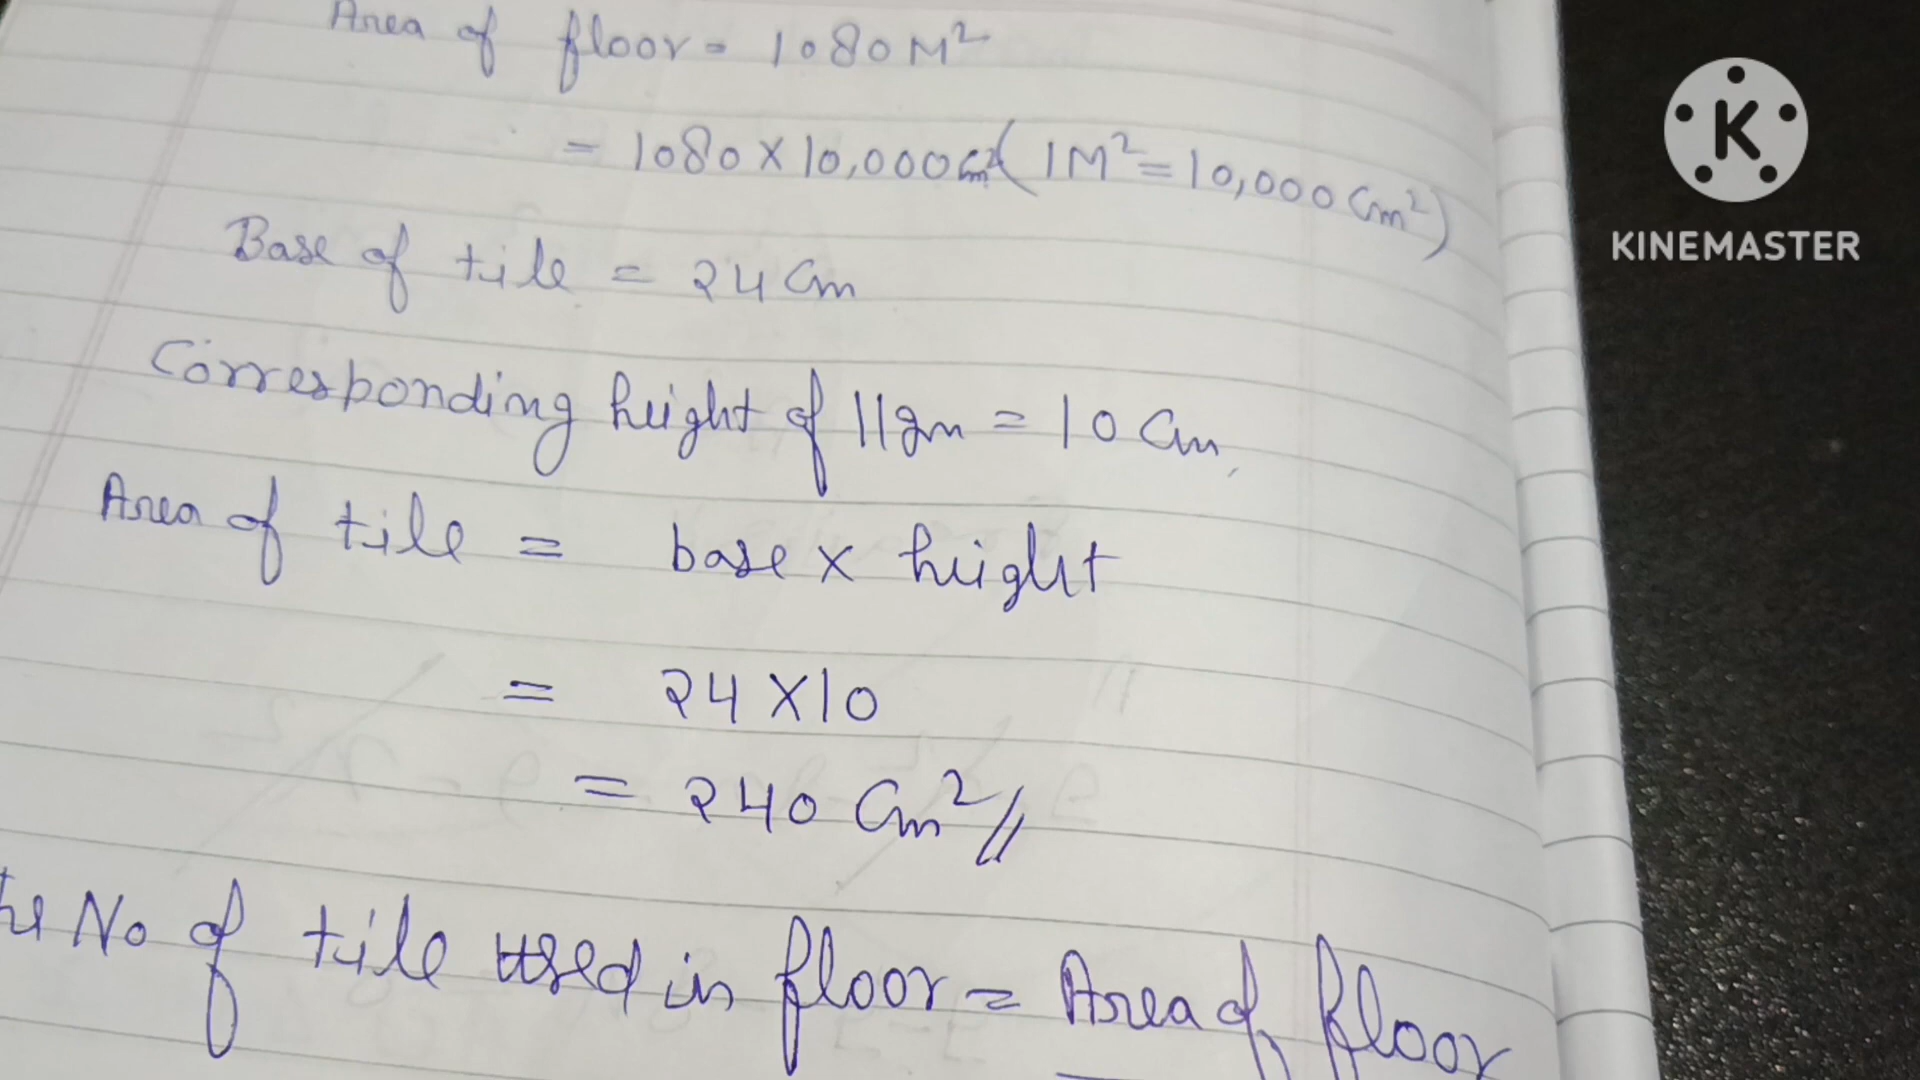 Area of floor = 1080 M²
= 1080 X 10,000 cm² ( 1M² = 10,000 Cm² )
Base of tile = 24 Cm
Corresponding height of llgm = 10 Cm
Area of tile = base x height
= 24 X 10
= 240 Cm² //
No of tile used in floor = Area of floor
K
KINEMASTER